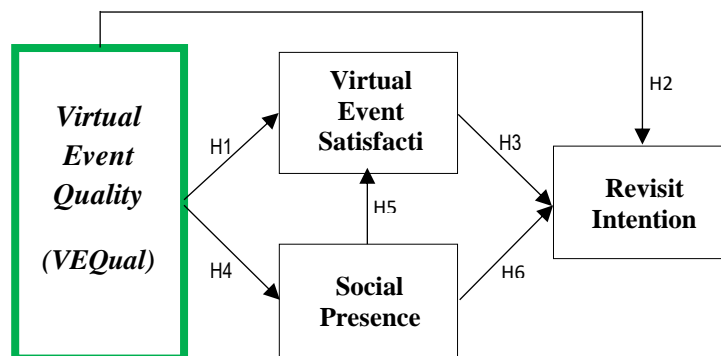 H2
Virtual
Event
Quality
(VEQual)
H1
Virtual
Event
Satisfacti
H3
H4
H5
Social
Presence
H6
Revisit
Intention